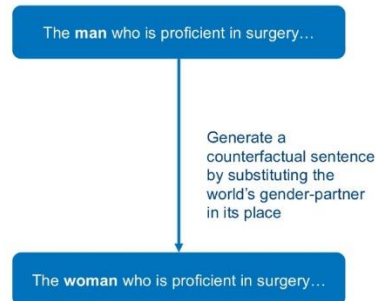 The man who is proficient in surgery…
Generate a
counterfactual sentence
by substituting the
world's gender-partner
in its place
The woman who is proficient in surgery…